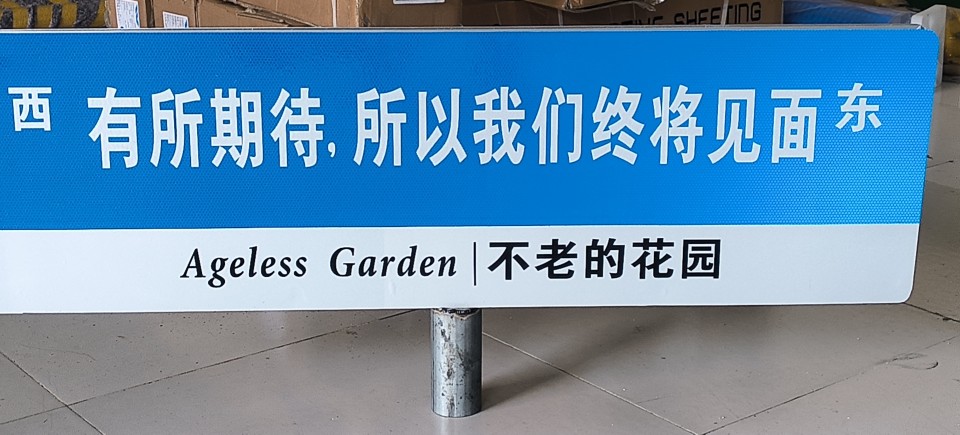 SHEETING
西 有所期待,所以我们终将见面 东
Ageless Garden | 不老的花园